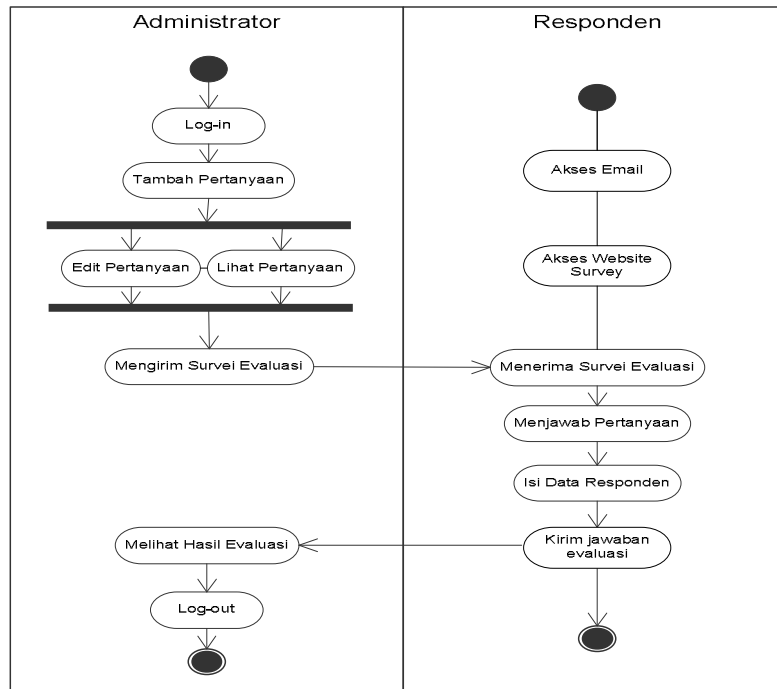 Administrator
Log-in
Tambah Pertanyaan
Edit Pertanyaan
Lihat Pertanyaan
Mengirim Survei Evaluasi
Melihat Hasil Evaluasi
Log-out
Responden
Akses Email
Akses Website
Survey
Menerima Survei Evaluasi
Menjawab Pertanyaan
Isi Data Responden
Kirim jawaban
evaluasi